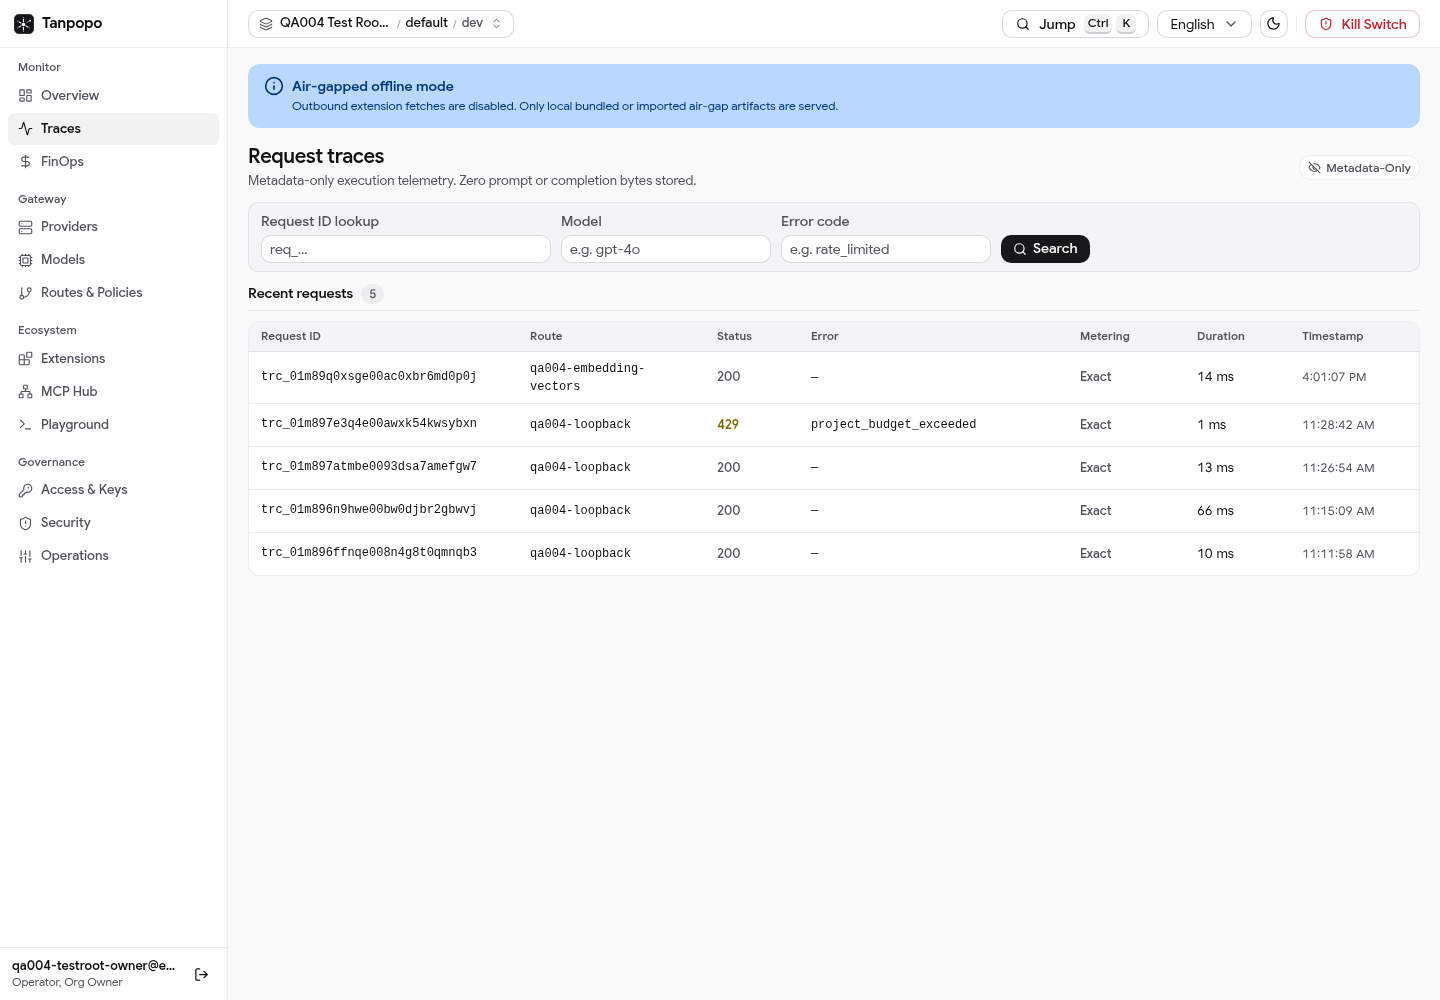 Tanpopo
QA004 Test Roo... / default / dev
Jump Ctrl K
English
Kill Switch
Monitor
Overview
Traces
FinOps
Gateway
Providers
Models
Routes & Policies
Ecosystem
Extensions
MCP Hub
Playground
Governance
Access & Keys
Security
Operations
qa004-testroot-owner@e...
Operator, Org Owner
Air-gapped offline mode
Outbound extension fetches are disabled. Only local bundled or imported air-gap artifacts are served.
Request traces
Metadata-only execution telemetry. Zero prompt or completion bytes stored.
Metadata-Only
Request ID lookup Model Error code
req_... e.g. gpt-4o e.g. rate_limited Search
Recent requests 5
Request ID Route Status Error Metering Duration Timestamp
trc_01m89q0xsge00ac0xbr6md0p0j qa004-embedding-vectors 200 — Exact 14 ms 4:01:07 PM
trc_01m897e3q4e00awxk54kwsybxn qa004-loopback 429 project_budget_exceeded Exact 1 ms 11:28:42 AM
trc_01m897atmbe0093dsa7amefgw7 qa004-loopback 200 — Exact 13 ms 11:26:54 AM
trc_01m896n9hwe00bw0djbr2gbwvj qa004-loopback 200 — Exact 66 ms 11:15:09 AM
trc_01m896ffnqe008n4g8t0qmnqb3 qa004-loopback 200 — Exact 10 ms 11:11:58 AM